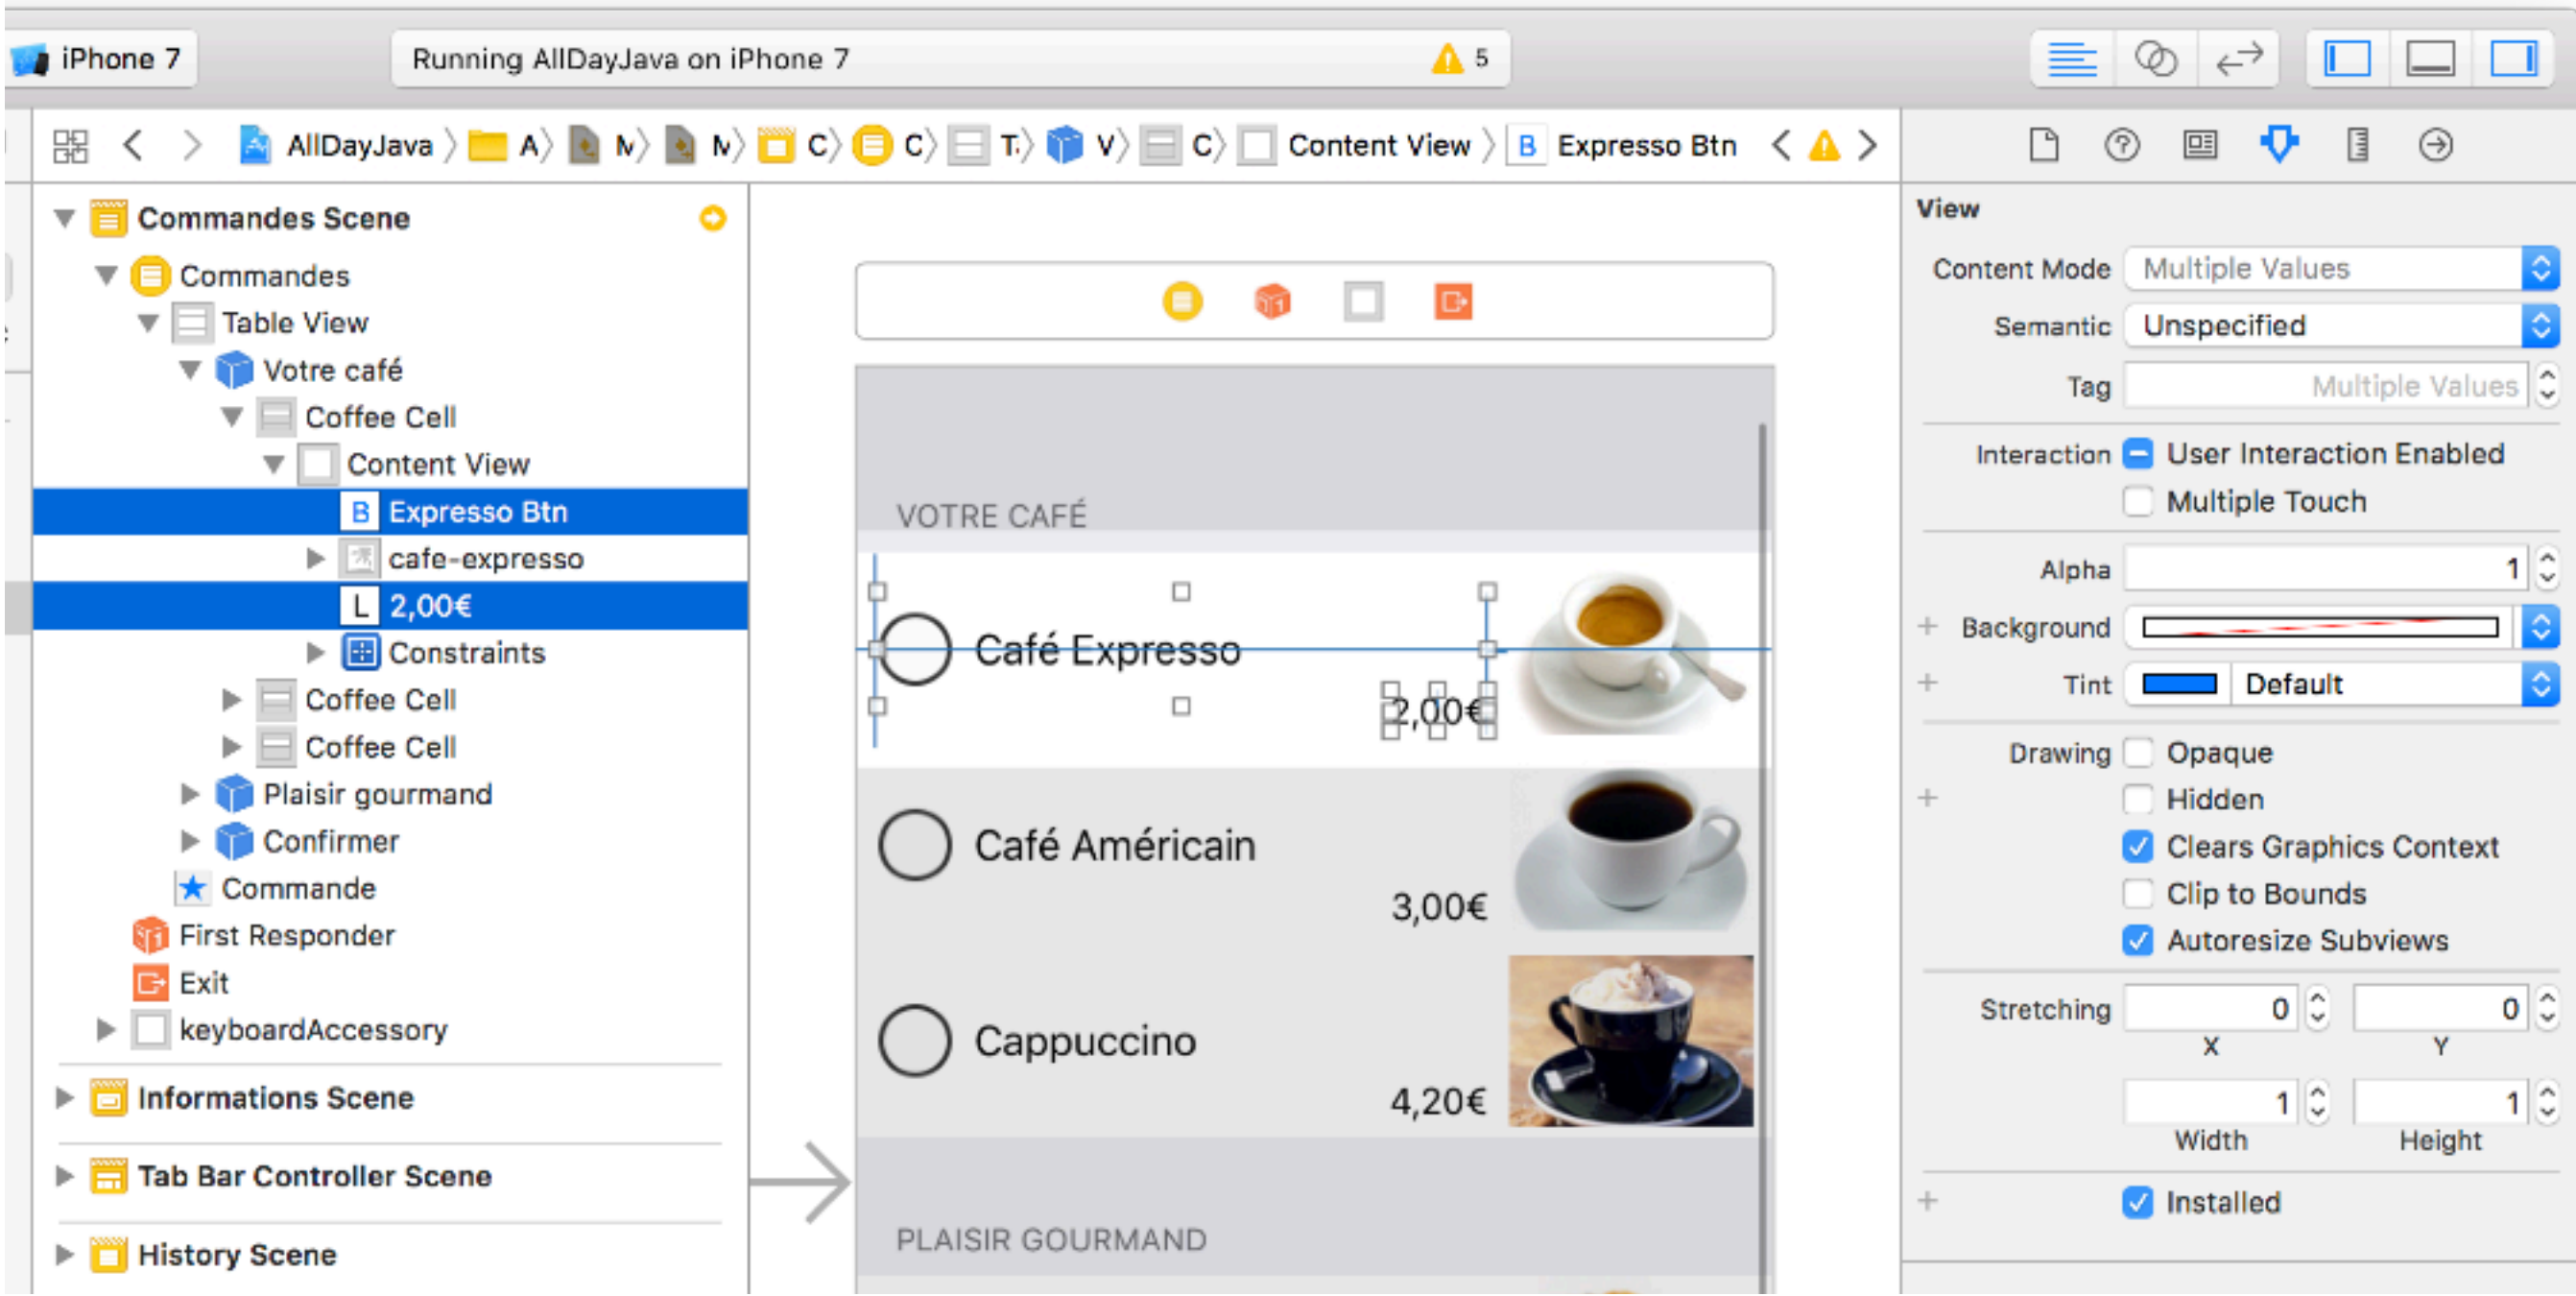 iPhone 7
Running AllDayJava on iPhone 7
5
AllDayJava
Content View
B Expresso Btn
Commandes Scene
Commandes
Table View
Votre café
Coffee Cell
Content View
B Expresso Btn
cafe-expresso
L 2,00€
Constraints
Coffee Cell
Coffee Cell
Plaisir gourmand
Confirmer
Commande
First Responder
Exit
keyboardAccessory
Informations Scene
Tab Bar Controller Scene
History Scene
VOTRE CAFÉ
Café Expresso
2,00€
Café Américain
3,00€
Cappuccino
4,20€
PLAISIR GOURMAND
View
Content Mode Multiple Values
Semantic Unspecified
Tag Multiple Values
Interaction User Interaction Enabled
Multiple Touch
Alpha 1
Background
Tint Default
Drawing Opaque
Hidden
Clears Graphics Context
Clip to Bounds
Autoresize Subviews
Stretching 0 0
X Y
1 1
Width Height
Installed